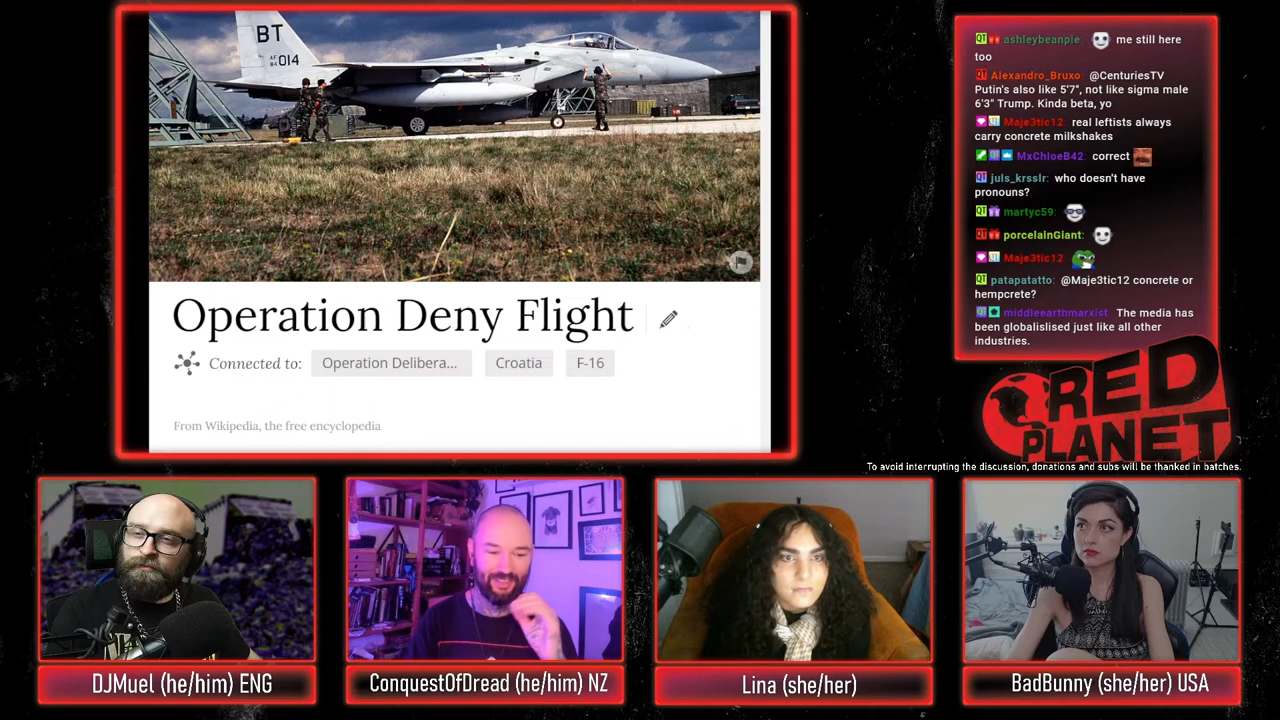 BT
AF 84 014
Operation Deny Flight
Connected to: Operation Delibera... Croatia F-16
From Wikipedia, the free encyclopedia
ashleybeanpie: me still here
too
Alexandro_Bruxo: @CenturiesTV
Putin's also like 5'7", not like sigma male
6'3" Trump. Kinda beta, yo
Maje3tic12: real leftists always
carry concrete milkshakes
MxChloeB42: correct
juls_krsslr: who doesn't have
pronouns?
martyc59:
porcelainGiant:
Maje3tic12
patapatatto: @Maje3tic12 concrete or
hempcrete?
middleearthmarxist The media has
been globalislised just like all other
industries.
RED
PLANET
To avoid interrupting the discussion, donations and subs will be thanked in batches.
DJMuel (he/him) ENG
ConquestOfDread (he/him) NZ
Lina (she/her)
BadBunny (she/her) USA